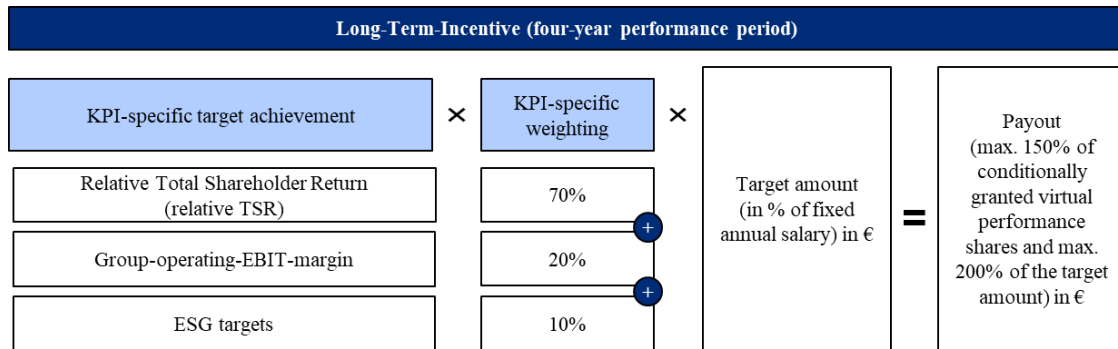 Long-Term-Incentive (four-year performance period)
KPI-specific target achievement
×
KPI-specific
weighting
×
Target amount
(in % of fixed
annual salary) in €
=
Payout
(max. 150% of
conditionally
granted virtual
performance
shares and max.
200% of the target
amount) in €
Relative Total Shareholder Return
(relative TSR)
70%
+
Group-operating-EBIT-margin
20%
+
ESG targets
10%